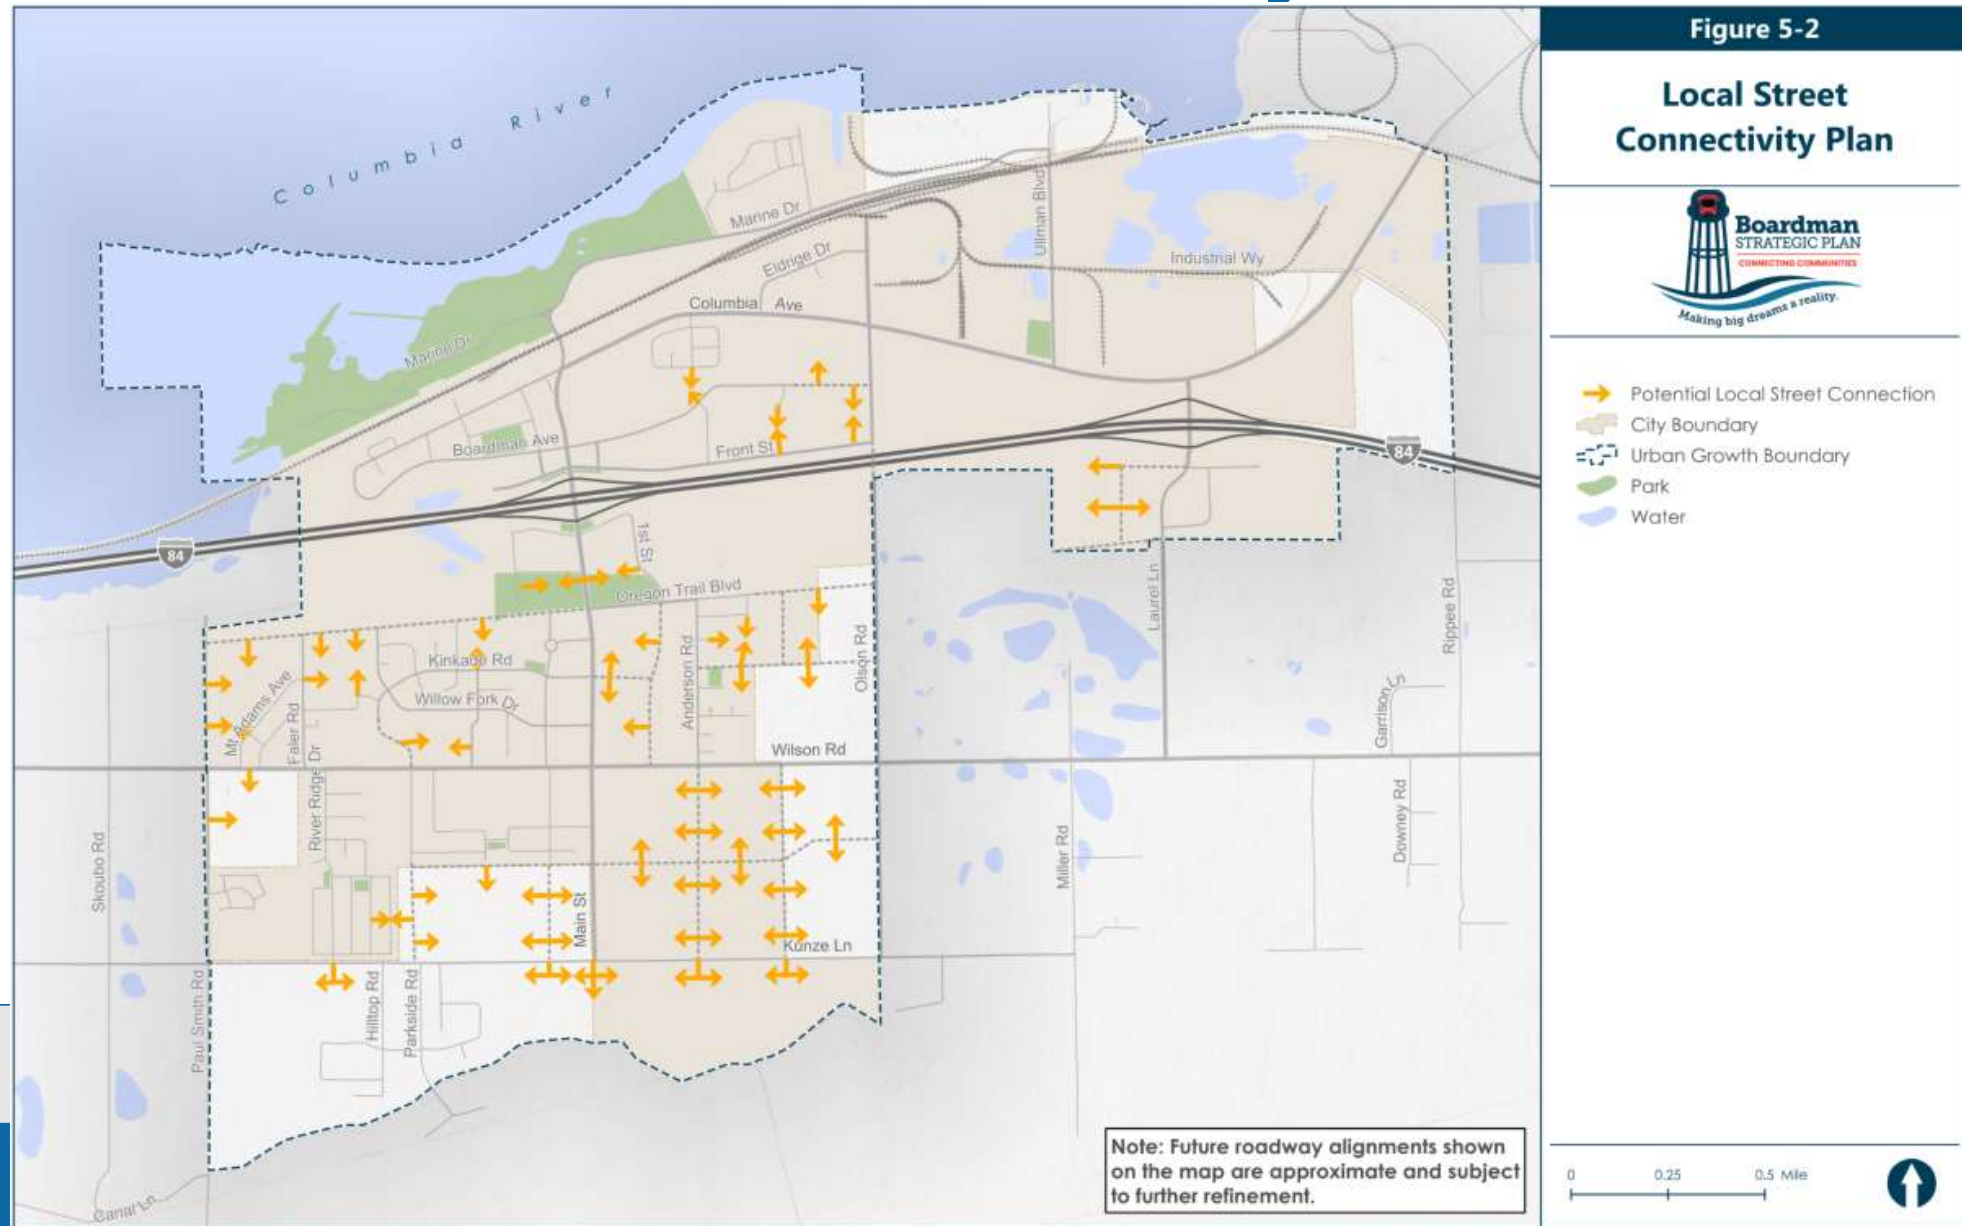 Figure 5-2
Local Street
Connectivity Plan
Boardman
STRATEGIC PLAN
CONNECTING COMMUNITIES
Making big dreams a reality.
Potential Local Street Connection
City Boundary
Urban Growth Boundary
Park
Water
Columbia River
Marine Dr
Ullman Blvd
Eldrige Dr
Industrial Wy
Columbia Ave
Marine Dr
Boardman Ave
Front St
84
84
1st St
Oregon Trail Blvd
Laurel Ln
Rippee Rd
Kinkade Rd
Anderson Rd
Olson Rd
Mt Adams Ave
Willow Fork Dr
Faler Rd
Garrison Ln
Wilson Rd
River Ridge Dr
Downey Rd
Skoubo Rd
Miller Rd
Main St
Kunze Ln
Paul Smith Rd
Hilltop Rd
Parkside Rd
Canal Ln
Note: Future roadway alignments shown
on the map are approximate and subject
to further refinement.
0 0.25 0.5 Mile